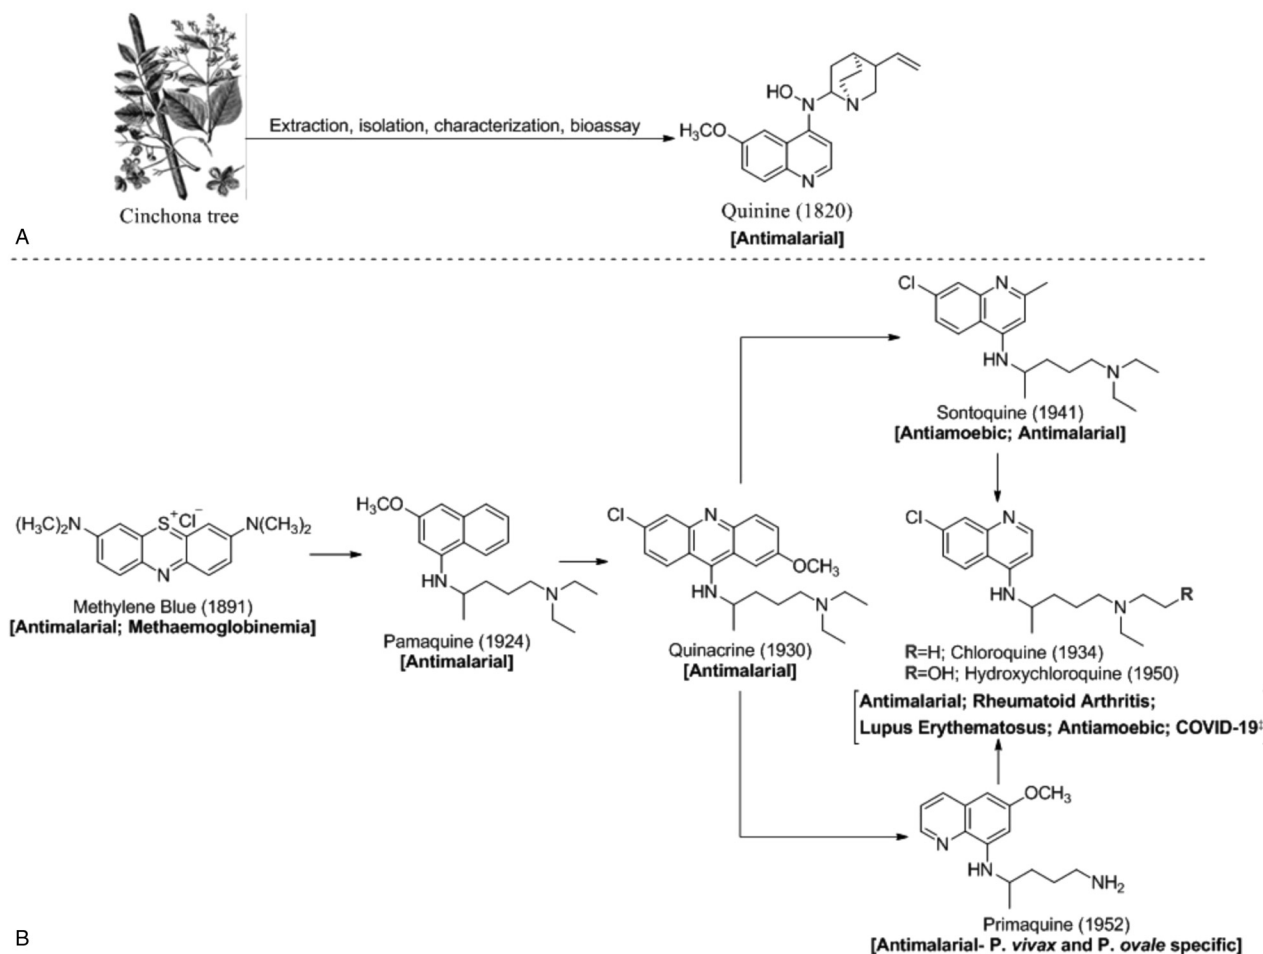 Extraction, isolation, characterization, bioassay
Cinchona tree
HO
N
N
H₃CO
N
Quinine (1820)
[Antimalarial]
A
Cl
N
HN
N
Sontoquine (1941)
[Antiamoebic; Antimalarial]
(H₃C)₂N
S⁺Cl⁻
N(CH₃)₂
N
Methylene Blue (1891)
[Antimalarial; Methaemoglobinemia]
H₃CO
HN
N
Pamaquine (1924)
[Antimalarial]
Cl
N
OCH₃
HN
N
Quinacrine (1930)
[Antimalarial]
Cl
N
HN
N
R
R=H; Chloroquine (1934)
R=OH; Hydroxychloroquine (1950)
Antimalarial; Rheumatoid Arthritis;
Lupus Erythematosus; Antiamoebic; COVID-19
OCH₃
N
HN
NH₂
Primaquine (1952)
[Antimalarial- P. vivax and P. ovale specific]
B